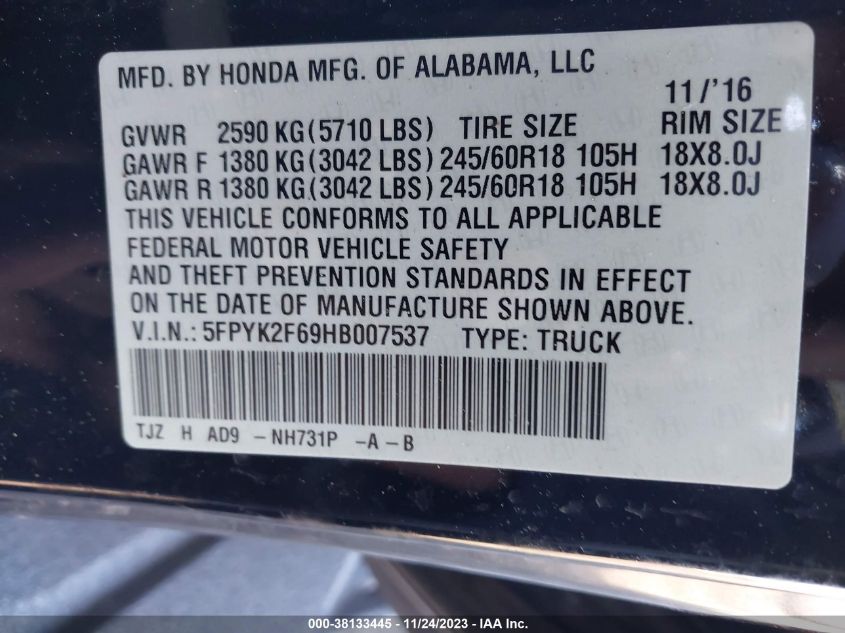 MFD. BY HONDA MFG. OF ALABAMA, LLC
11/'16
GVWR 2590 KG(5710 LBS) TIRE SIZE RIM SIZE
GAWR F 1380 KG(3042 LBS) 245/60R18 105H 18X8.0J
GAWR R 1380 KG(3042 LBS) 245/60R18 105H 18X8.0J
THIS VEHICLE CONFORMS TO ALL APPLICABLE
FEDERAL MOTOR VEHICLE SAFETY
AND THEFT PREVENTION STANDARDS IN EFFECT
ON THE DATE OF MANUFACTURE SHOWN ABOVE.
V.I.N.: 5FPYK2F69HB007537 TYPE: TRUCK
TJZ H AD9 -NH731P -A-B
000-38133445 - 11/24/2023 - IAA Inc.